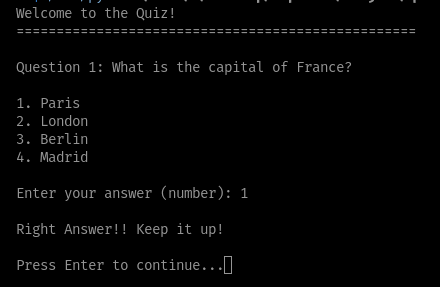 Welcome to the Quiz!
==================================================
Question 1: What is the capital of France?
1. Paris
2. London
3. Berlin
4. Madrid
Enter your answer (number): 1
Right Answer!! Keep it up!
Press Enter to continue...